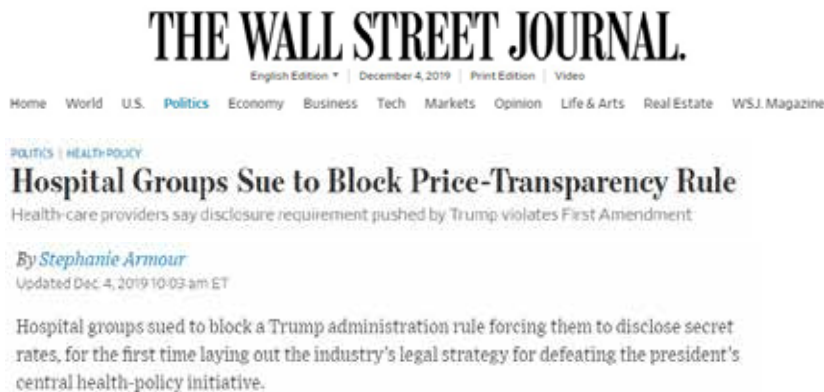 THE WALL STREET JOURNAL.
English Edition ▾ | December 4, 2019 | Print Edition | Video
Home World U.S. Politics Economy Business Tech Markets Opinion Life & Arts Real Estate WSJ. Magazine
POLITICS | HEALTH POLICY
Hospital Groups Sue to Block Price-Transparency Rule
Health-care providers say disclosure requirement pushed by Trump violates First Amendment
By Stephanie Armour
Updated Dec. 4, 2019 10:03 am ET
Hospital groups sued to block a Trump administration rule forcing them to disclose secret
rates, for the first time laying out the industry's legal strategy for defeating the president's
central health-policy initiative.